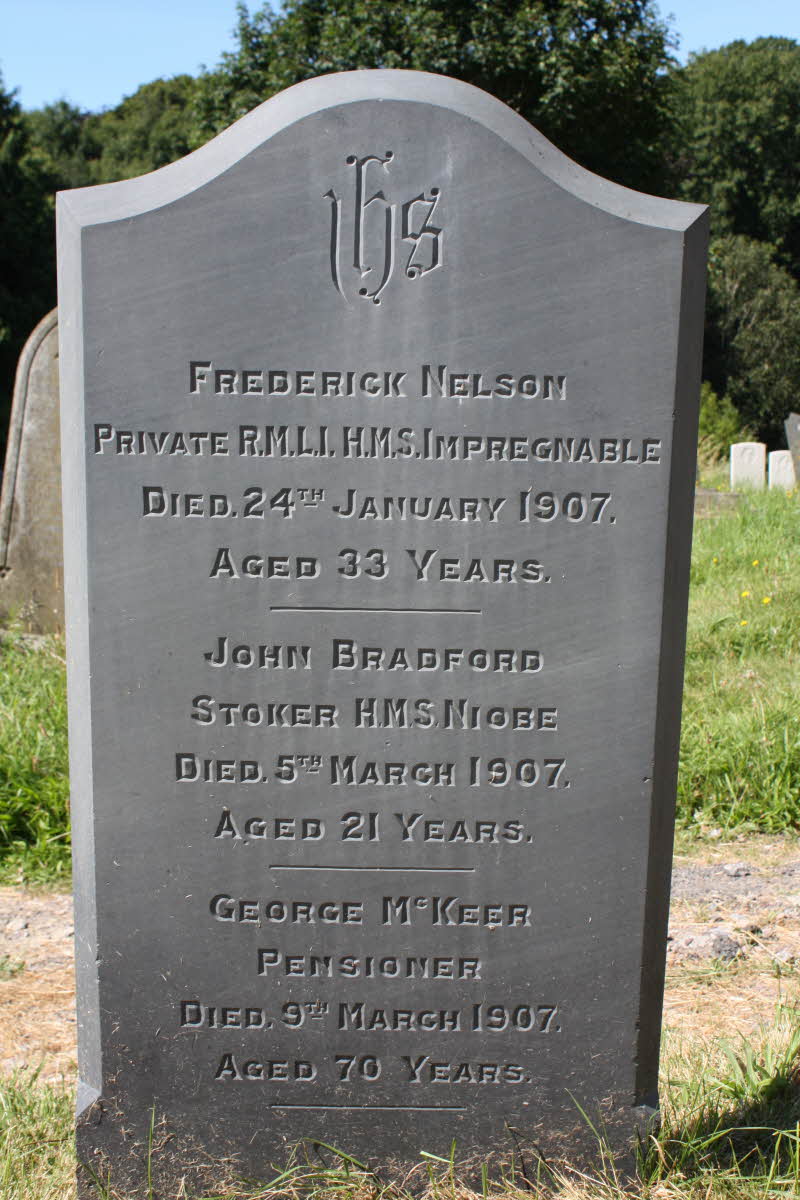 IHS
FREDERICK NELSON
PRIVATE R.M.L.I. H.M.S. IMPREGNABLE
DIED. 24TH JANUARY 1907.
AGED 33 YEARS.
JOHN BRADFORD
STOKER H.M.S. NIOBE
DIED. 5TH MARCH 1907.
AGED 21 YEARS.
GEORGE McKEER
PENSIONER
DIED. 9TH MARCH 1907.
AGED 70 YEARS.